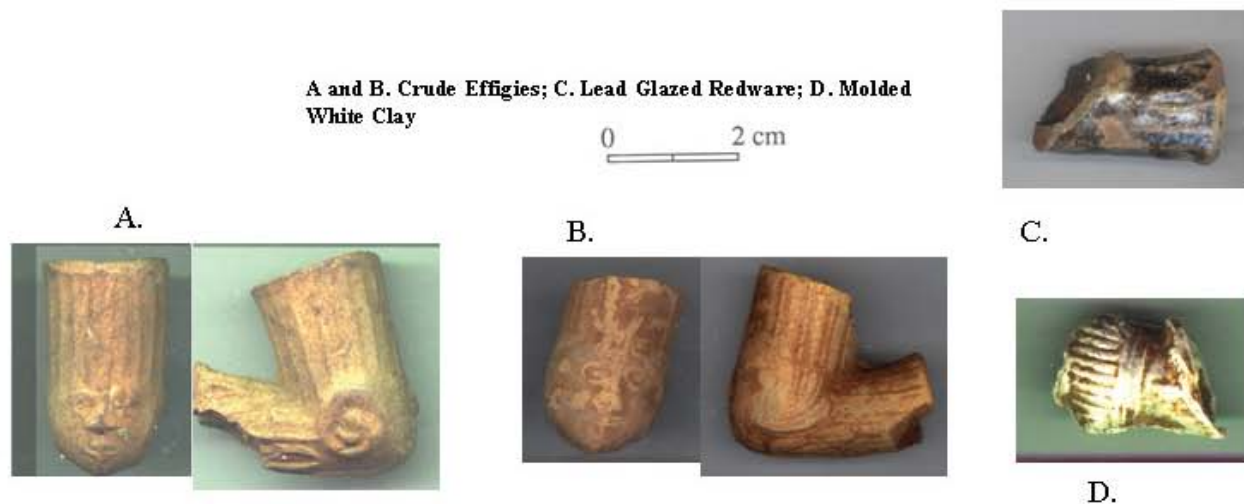 A and B. Crude Effigies; C. Lead Glazed Redware; D. Molded
White Clay
0 2 cm
A.
B.
C.
D.